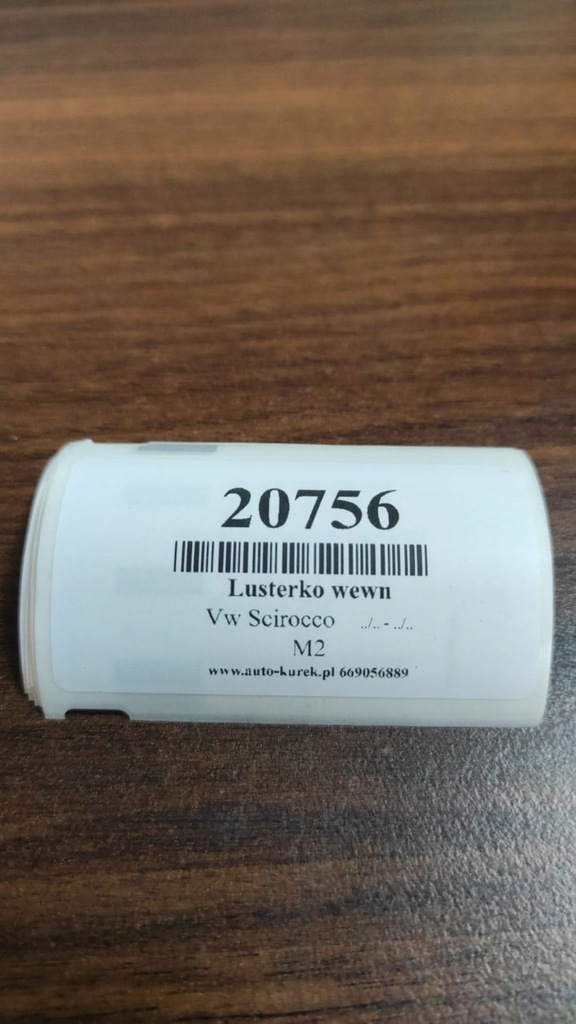 20756
Lusterko wewn
Vw Scirocco ../.. - ../..
M2
www.auto-kurek.pl 669056889